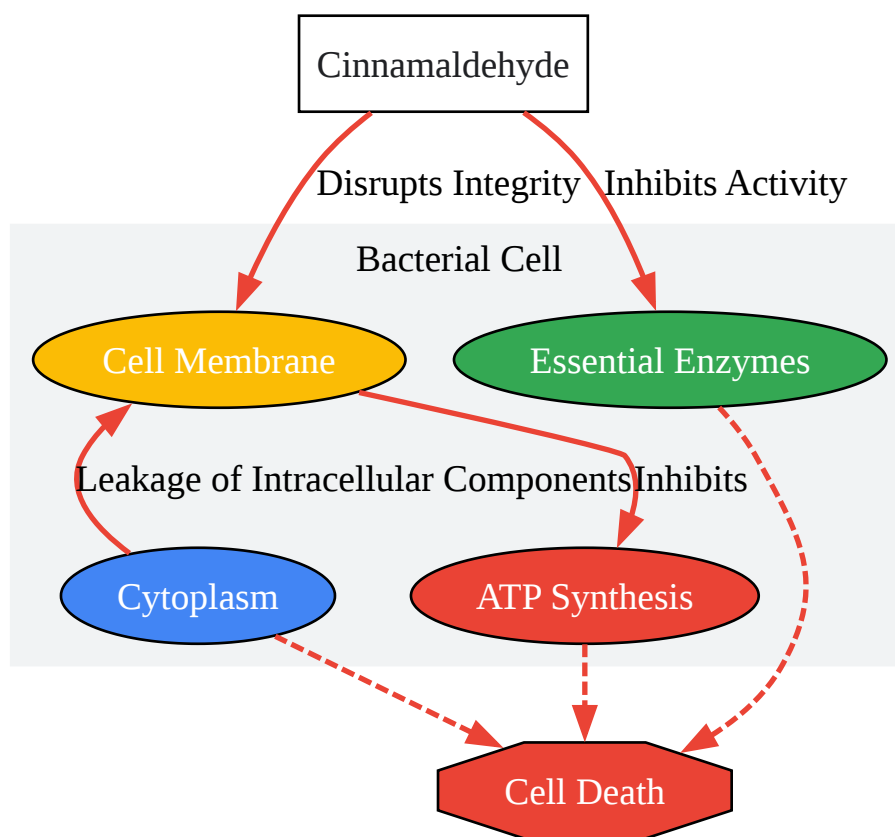 Cinnamaldehyde
Disrupts Integrity
Inhibits Activity
Bacterial Cell
Cell Membrane
Essential Enzymes
Leakage of Intracellular Components
Inhibits
Cytoplasm
ATP Synthesis
Cell Death